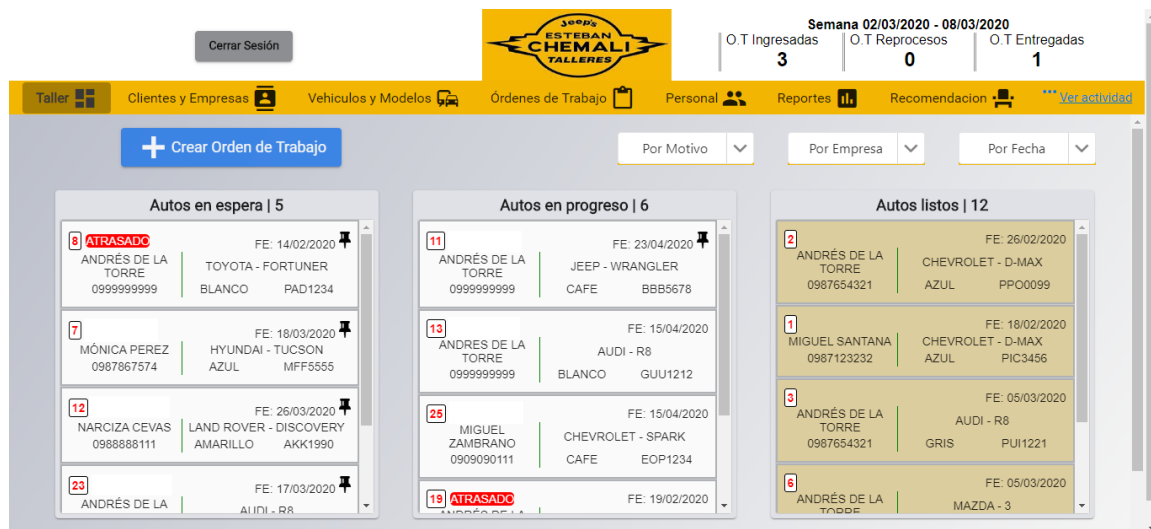 Cerrar Sesión
Jeep's
ESTEBAN
CHEMALI
TALLERES
Semana 02/03/2020 - 08/03/2020
O.T Ingresadas O.T Reprocesos O.T Entregadas
3 0 1
Taller Clientes y Empresas Vehiculos y Modelos Órdenes de Trabajo Personal Reportes Recomendacion Ver actividad
Crear Orden de Trabajo Por Motivo Por Empresa Por Fecha
Autos en espera | 5
8 ATRASADO FE: 14/02/2020
ANDRÉS DE LA TOYOTA - FORTUNER
TORRE
0999999999 BLANCO PAD1234
7 FE: 18/03/2020
MÓNICA PEREZ HYUNDAI - TUCSON
0987867574 AZUL MFF5555
12 FE: 26/03/2020
NARCIZA CEVAS LAND ROVER - DISCOVERY
0988888111 AMARILLO AKK1990
23 FE: 17/03/2020
ANDRÉS DE LA AUDI - R8
Autos en progreso | 6
11 FE: 23/04/2020
ANDRÉS DE LA JEEP - WRANGLER
TORRE
0999999999 CAFE BBB5678
13 FE: 15/04/2020
ANDRES DE LA AUDI - R8
TORRE
0999999999 BLANCO GUU1212
25 FE: 15/04/2020
MIGUEL CHEVROLET - SPARK
ZAMBRANO
0909090111 CAFE EOP1234
19 ATRASADO FE: 19/02/2020
ANDRÉS DE LA
Autos listos | 12
2 FE: 26/02/2020
ANDRÉS DE LA CHEVROLET - D-MAX
TORRE
0987654321 AZUL PPO0099
1 FE: 18/02/2020
MIGUEL SANTANA CHEVROLET - D-MAX
0987123232 AZUL PIC3456
3 FE: 05/03/2020
ANDRÉS DE LA AUDI - R8
TORRE
0987654321 GRIS PUI1221
6 FE: 05/03/2020
ANDRÉS DE LA MAZDA - 3
TORRE